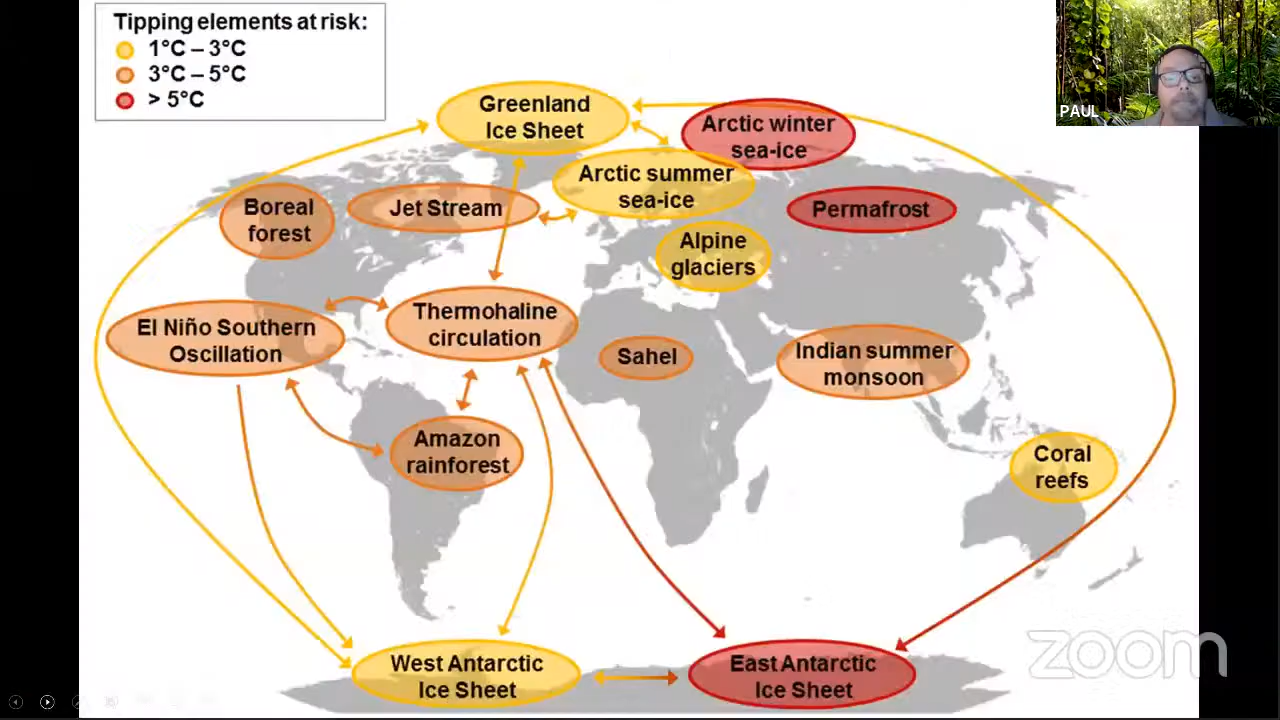 Tipping elements at risk:
1°C – 3°C
3°C – 5°C
> 5°C
PAUL
Greenland
Ice Sheet
Arctic winter
sea-ice
Arctic summer
sea-ice
Boreal
forest
Jet Stream
Permafrost
Alpine
glaciers
El Niño Southern
Oscillation
Thermohaline
circulation
Sahel
Indian summer
monsoon
Amazon
rainforest
Coral
reefs
West Antarctic
Ice Sheet
East Antarctic
Ice Sheet
zoom